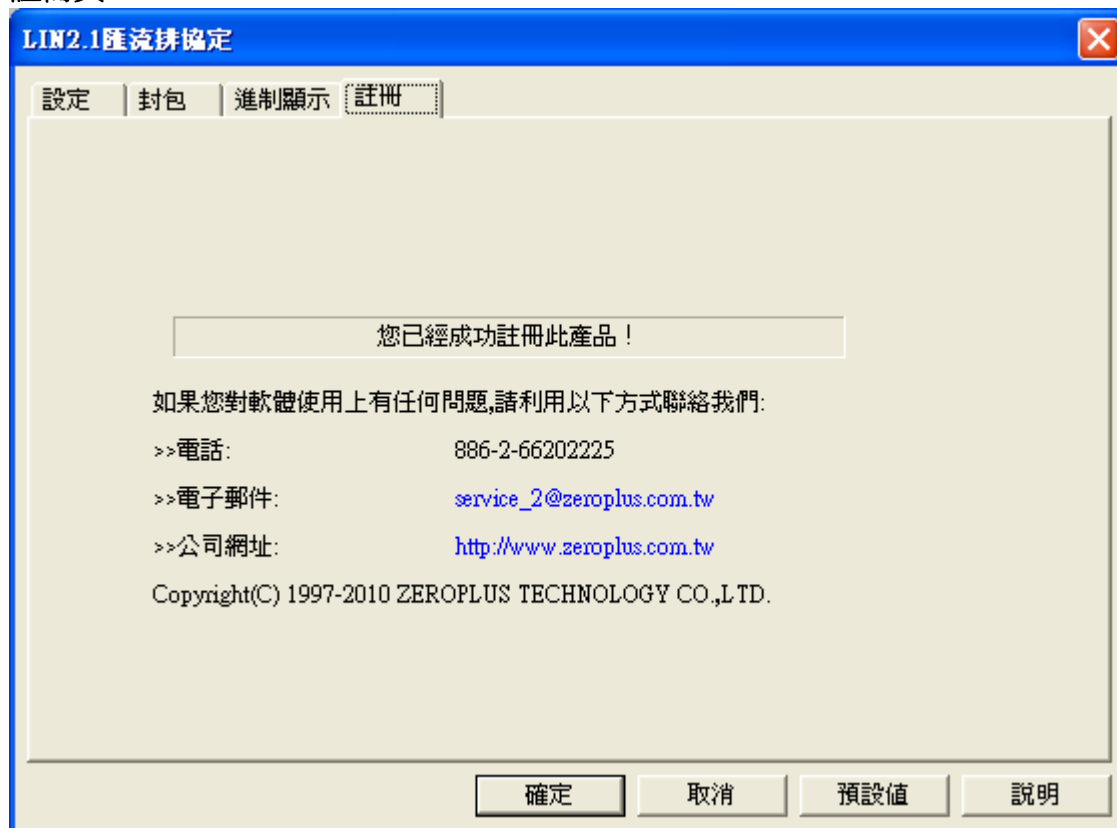 LIN2.1匯流排協定
設定 封包 進制顯示 註冊
您已經成功註冊此產品！
如果您對軟體使用上有任何問題,請利用以下方式聯絡我們:
>>電話: 886-2-66202225
>>電子郵件: service_2@zeroplus.com.tw
>>公司網址: http://www.zeroplus.com.tw
Copyright(C) 1997-2010 ZEROPLUS TECHNOLOGY CO.,LTD.
確定 取消 預設值 說明